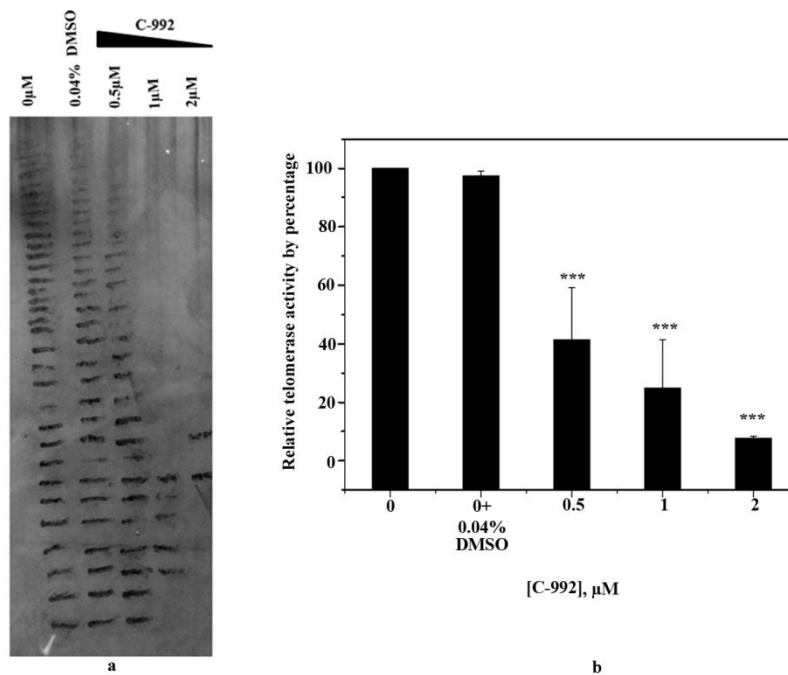 C-992
0µM
0.04% DMSO
0.5µM
1µM
2µM
a
Relative telomerase activity by percentage
100
80
60
40
20
0
***
***
***
0
0+
0.04%
DMSO
0.5
1
2
[C-992], µM
b